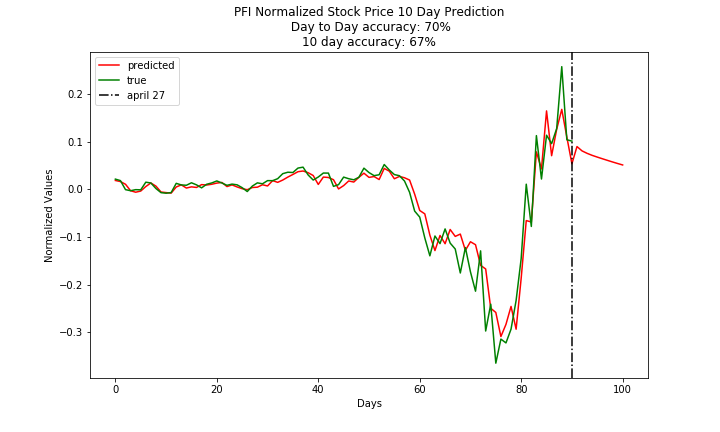 PFI Normalized Stock Price 10 Day Prediction
Day to Day accuracy: 70%
10 day accuracy: 67%
predicted
true
april 27
Normalized Values
0.2
0.1
0.0
−0.1
−0.2
−0.3
0 20 40 60 80 100
Days